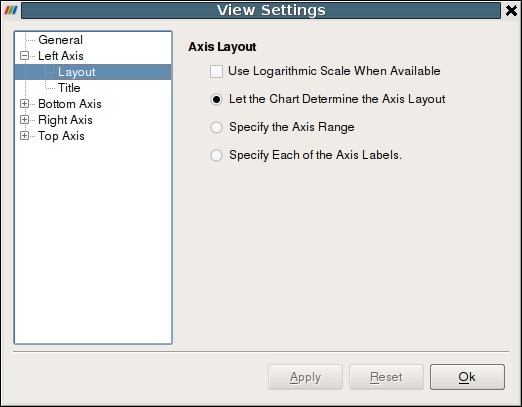 View Settings
General
Left Axis
Layout
Title
Bottom Axis
Right Axis
Top Axis
Axis Layout
Use Logarithmic Scale When Available
Let the Chart Determine the Axis Layout
Specify the Axis Range
Specify Each of the Axis Labels.
Apply
Reset
Ok